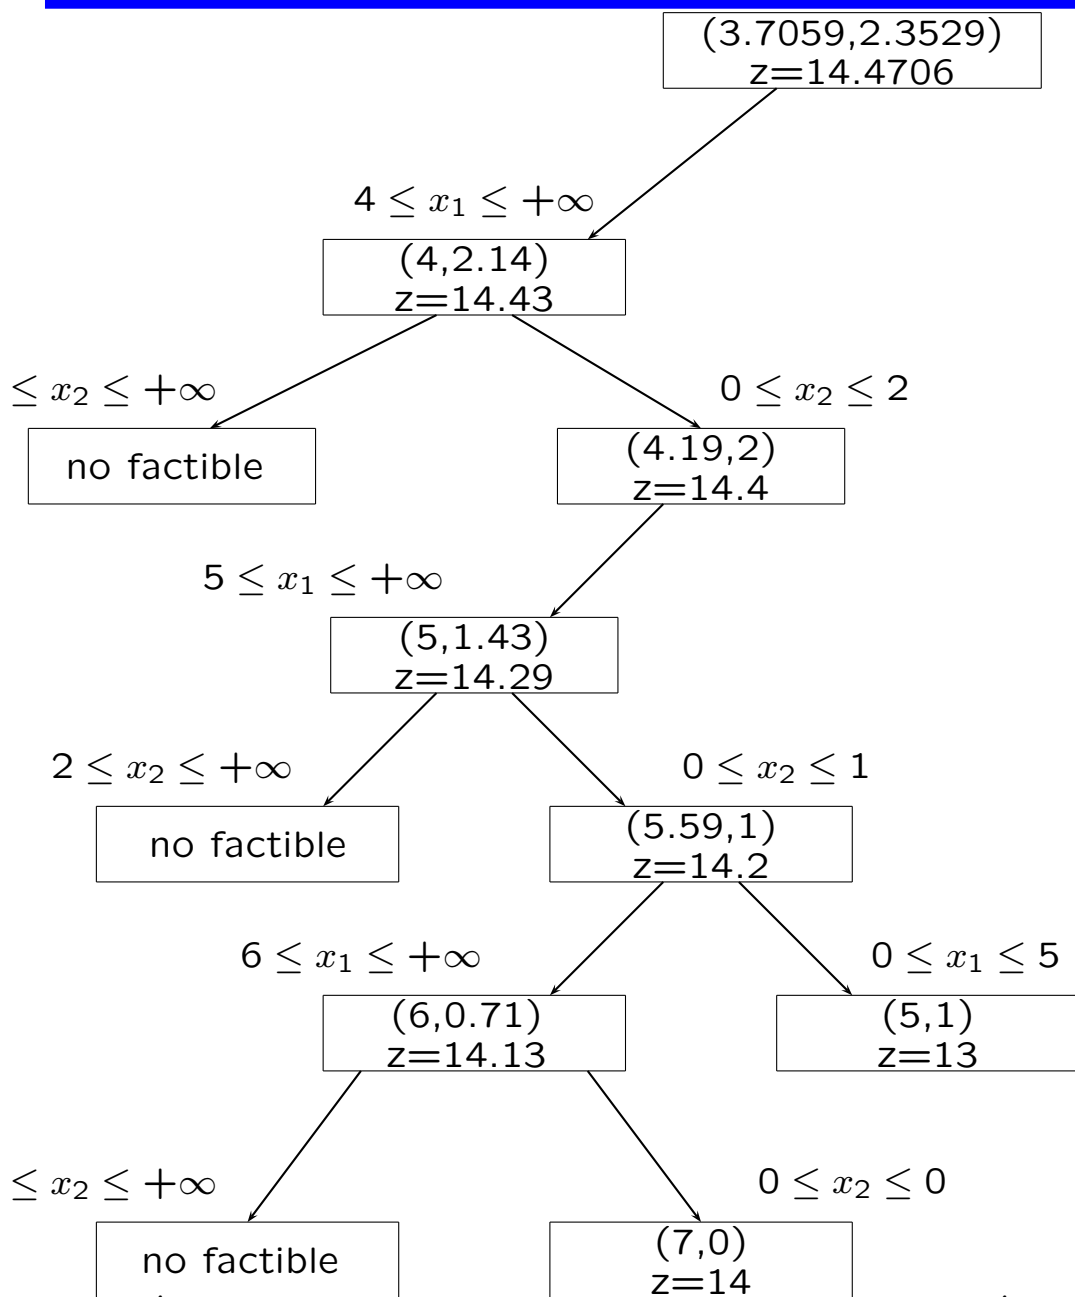 (3.7059,2.3529)
z=14.4706
4 ≤ x₁ ≤ +∞
(4,2.14)
z=14.43
≤ x₂ ≤ +∞
0 ≤ x₂ ≤ 2
no factible
(4.19,2)
z=14.4
5 ≤ x₁ ≤ +∞
(5,1.43)
z=14.29
2 ≤ x₂ ≤ +∞
0 ≤ x₂ ≤ 1
no factible
(5.59,1)
z=14.2
6 ≤ x₁ ≤ +∞
0 ≤ x₁ ≤ 5
(6,0.71)
z=14.13
(5,1)
z=13
≤ x₂ ≤ +∞
0 ≤ x₂ ≤ 0
no factible
(7,0)
z=14